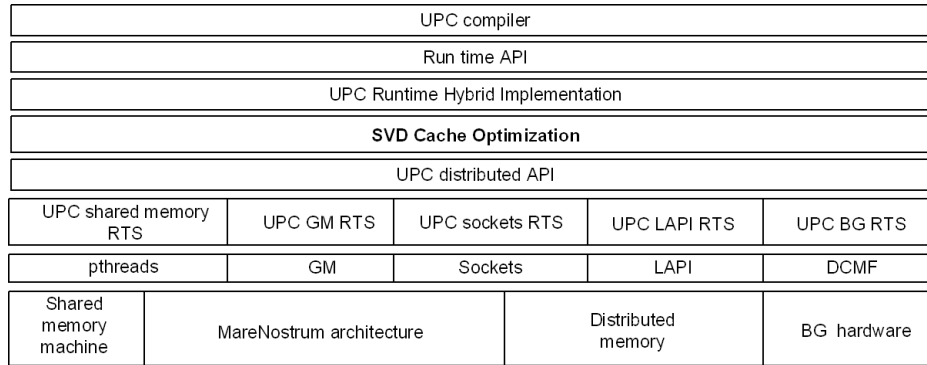 UPC compiler
Run time API
UPC Runtime Hybrid Implementation
SVD Cache Optimization
UPC distributed API
UPC shared memory
RTS
UPC GM RTS
UPC sockets RTS
UPC LAPI RTS
UPC BG RTS
pthreads
GM
Sockets
LAPI
DCMF
Shared
memory
machine
MareNostrum architecture
Distributed
memory
BG hardware